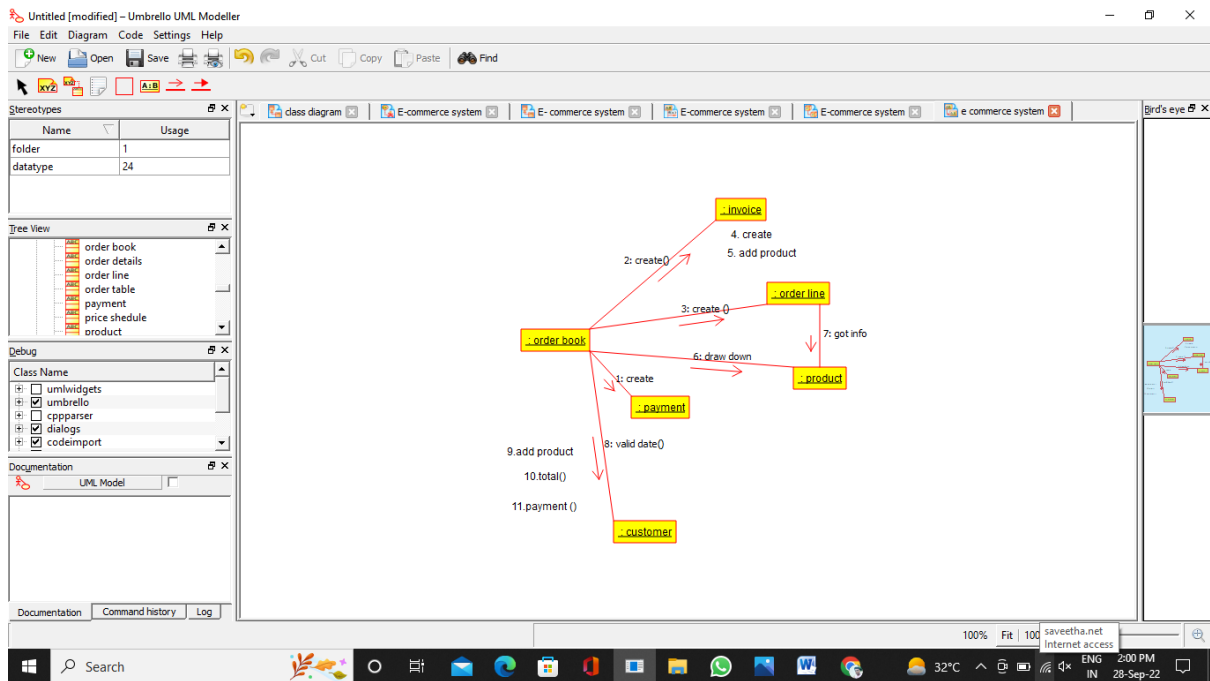 Untitled [modified] – Umbrello UML Modeller
File Edit Diagram Code Settings Help
New Open Save Cut Copy Paste Find
XYZ A:B
Stereotypes
Name Usage
folder 1
datatype 24
Tree View
order book
order details
order line
order table
payment
price shedule
product
Debug
Class Name
umlwidgets
umbrello
cppparser
dialogs
codeimport
Documentation
UML Model
Documentation Command history Log
class diagram E-commerce system E- commerce system E-commerce system E-commerce system e commerce system
Bird's eye
: invoice
4. create
5. add product
2: create()
: order line
3: create ()
7: got info
: order book
6: draw down
: product
1: create
: payment
8: valid date()
9.add product
10.total()
11.payment ()
: customer
100% Fit 100
saveetha.net
Internet access
Search
32°C
ENG
IN
2:00 PM
28-Sep-22